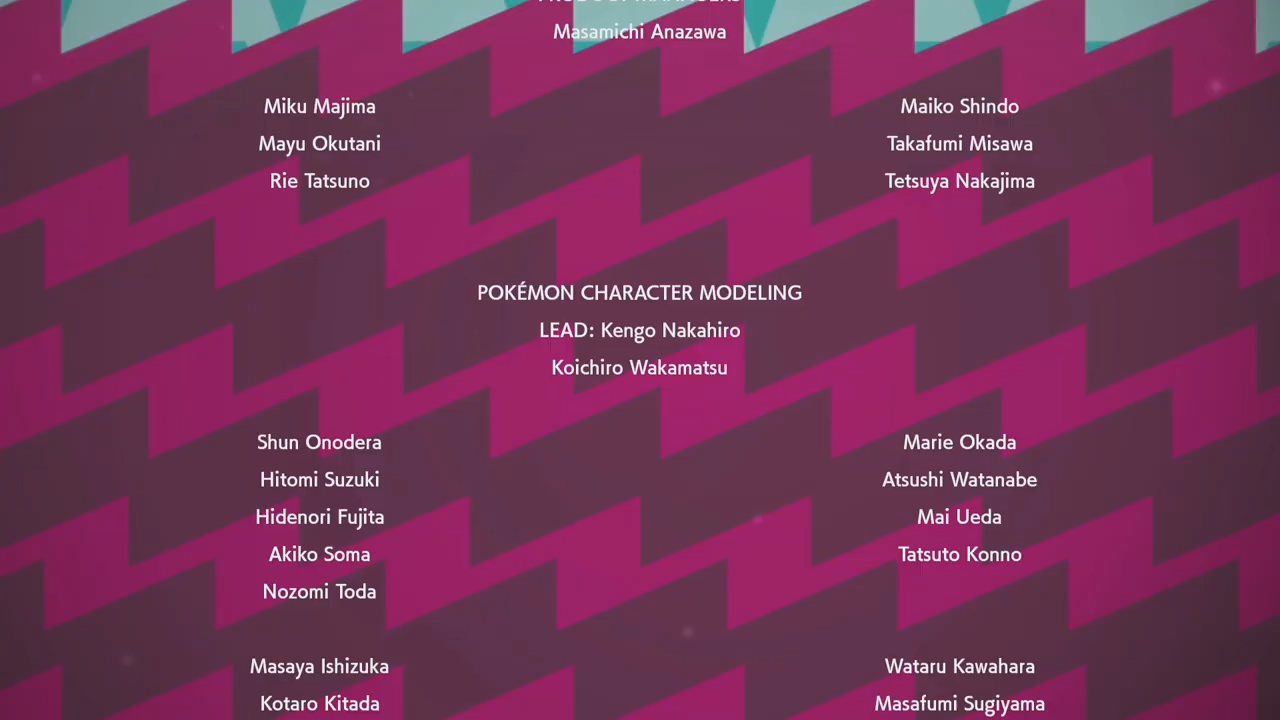 Masamichi Anazawa
Miku Majima
Maiko Shindo
Mayu Okutani
Takafumi Misawa
Rie Tatsuno
Tetsuya Nakajima
POKÉMON CHARACTER MODELING
LEAD: Kengo Nakahiro
Koichiro Wakamatsu
Shun Onodera
Marie Okada
Hitomi Suzuki
Atsushi Watanabe
Hidenori Fujita
Mai Ueda
Akiko Soma
Tatsuto Konno
Nozomi Toda
Masaya Ishizuka
Wataru Kawahara
Kotaro Kitada
Masafumi Sugiyama